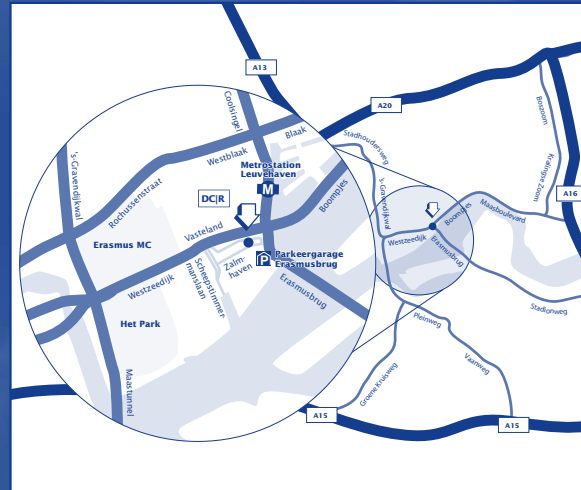 A13
A20
A16
A15
A15
Coolsingel
Blaak
Westblaak
's-Gravendijkwal
Rochussenstraat
Metrostation
Leuvehaven
M
DC|R
Boompjes
Vasteland
Erasmus MC
Parkeergarage
Erasmusbrug
P
Zalm-
haven
Scheepstimmer-
manslaan
Westzeedijk
Erasmusbrug
Het Park
Maastunnel
Stadhoudersweg
's-Gravendijkwal
Westzeedijk
Boompjes
Erasmusbrug
Maasboulevard
Boszoom
Kralingse Zoom
Stadionweg
Pleinweg
Vaanweg
Groene Kruisweg